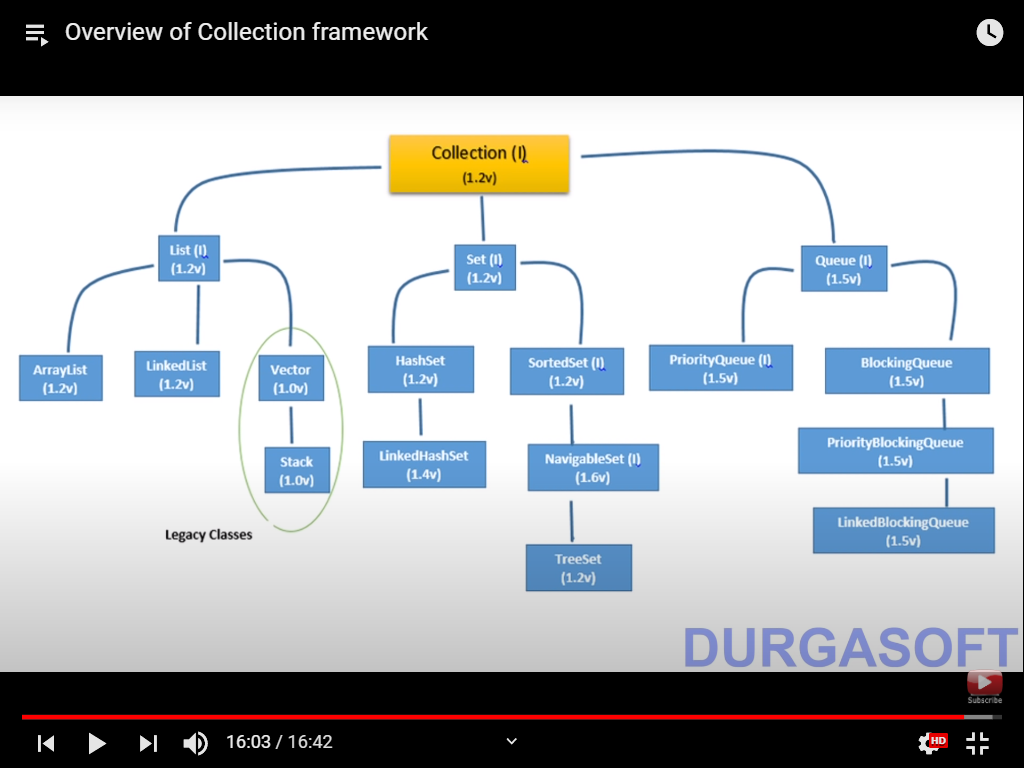 Overview of Collection framework
Collection (I)
(1.2v)
List (I)
(1.2v)
Set (I)
(1.2v)
Queue (I)
(1.5v)
ArrayList
(1.2v)
LinkedList
(1.2v)
Vector
(1.0v)
HashSet
(1.2v)
SortedSet (I)
(1.2v)
PriorityQueue (I)
(1.5v)
BlockingQueue
(1.5v)
Stack
(1.0v)
LinkedHashSet
(1.4v)
NavigableSet (I)
(1.6v)
PriorityBlockingQueue
(1.5v)
Legacy Classes
LinkedBlockingQueue
(1.5v)
TreeSet
(1.2v)
DURGASOFT
Subscribe
16:03 / 16:42
HD